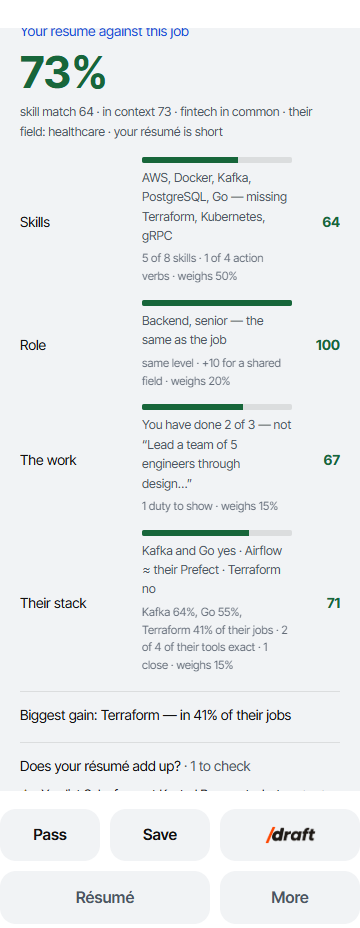 Your résumé against this job
73%
skill match 64 · in context 73 · fintech in common · their
field: healthcare · your résumé is short
Skills
AWS, Docker, Kafka,
PostgreSQL, Go — missing
Terraform, Kubernetes,
gRPC
5 of 8 skills · 1 of 4 action
verbs · weighs 50%
64
Role
Backend, senior — the
same as the job
same level · +10 for a shared
field · weighs 20%
100
The work
You have done 2 of 3 — not
“Lead a team of 5
engineers through
design…”
1 duty to show · weighs 15%
67
Their stack
Kafka and Go yes · Airflow
≈ their Prefect · Terraform
no
Kafka 64%, Go 55%,
Terraform 41% of their jobs · 2
of 4 of their tools exact · 1
close · weighs 15%
71
Biggest gain: Terraform — in 41% of their jobs
Does your résumé add up? · 1 to check
Pass
Save
/draft
Résumé
More